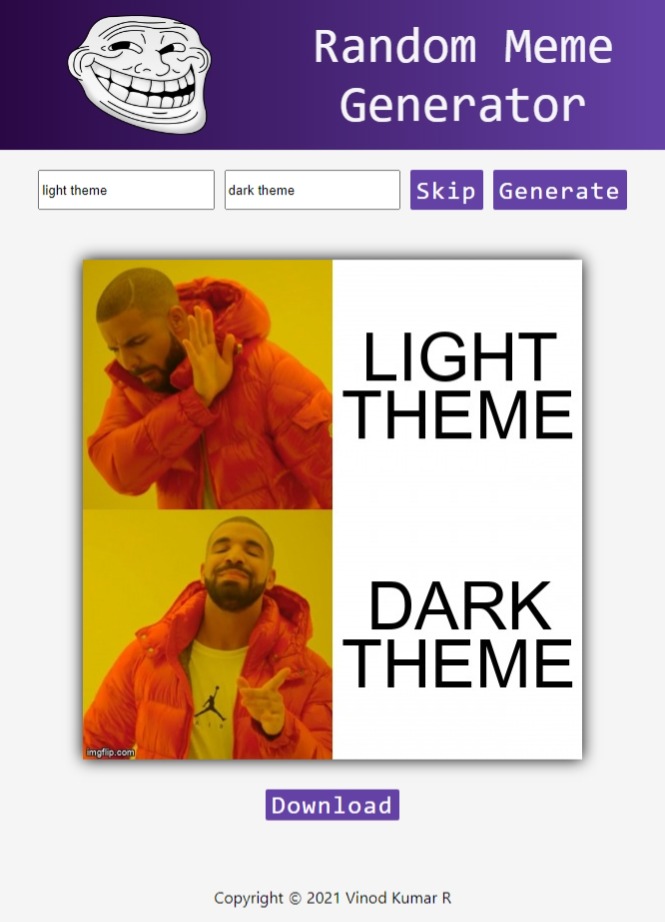 Random Meme
Generator
light theme
dark theme
Skip
Generate
LIGHT
THEME
DARK
THEME
imgflip.com
Download
Copyright © 2021 Vinod Kumar R